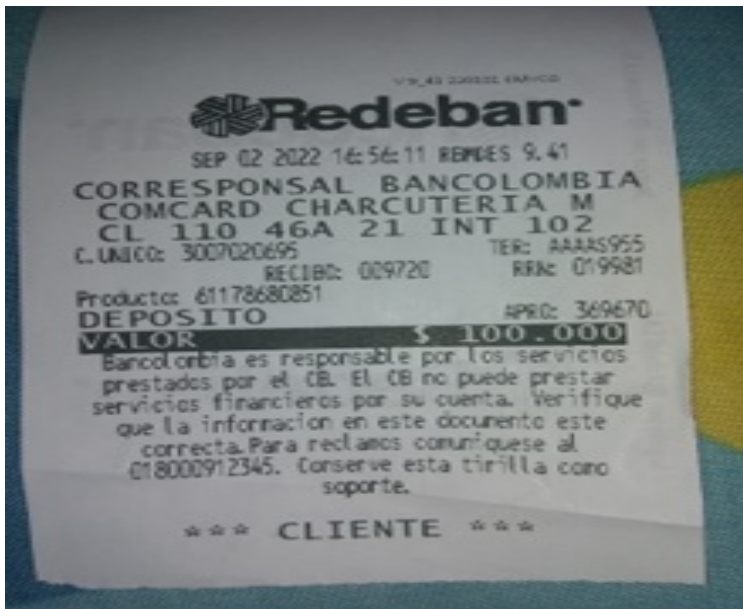 Redeban
SEP 02 2022 16:56:11 RBMDES 9.41
CORRESPONSAL BANCOLOMBIA
COMCARD CHARCUTERIA M
CL 110 46A 21 INT 102
C.UNICO: 3007020695 TER: AAAAS955
RECIBO: 009720 RRN: 019981
Producto: 61178680851
DEPOSITO APRO: 369670
VALOR $ 100.000
Bancolombia es responsable por los servicios
prestados por el CB. El CB no puede prestar
servicios financieros por su cuenta. Verifique
que la informacion en este documento este
correcta.Para reclamos comuniquese al
018000912345. Conserve esta tirilla como
soporte.
*** CLIENTE ***